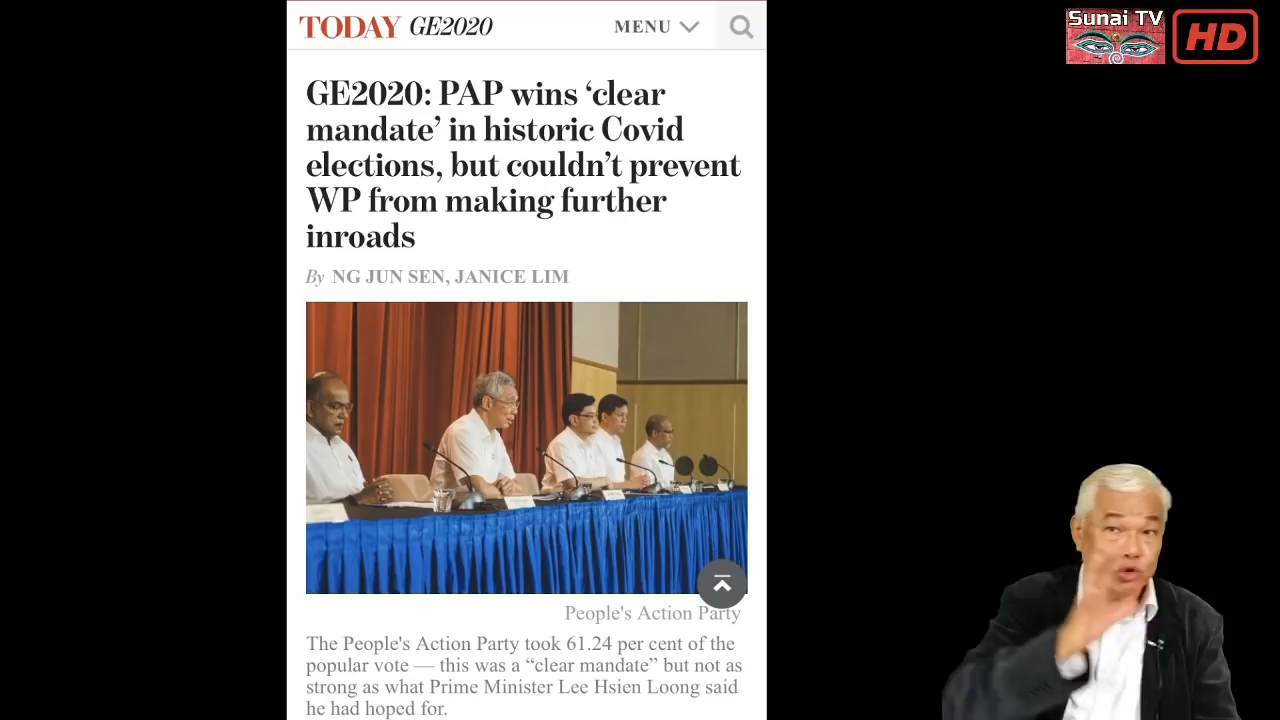 TODAY GE2020
MENU
Sunai TV
HD
GE2020: PAP wins ‘clear
mandate’ in historic Covid
elections, but couldn’t prevent
WP from making further
inroads
By NG JUN SEN, JANICE LIM
People's Action Party
The People's Action Party took 61.24 per cent of the
popular vote — this was a “clear mandate” but not as
strong as what Prime Minister Lee Hsien Loong said
he had hoped for.